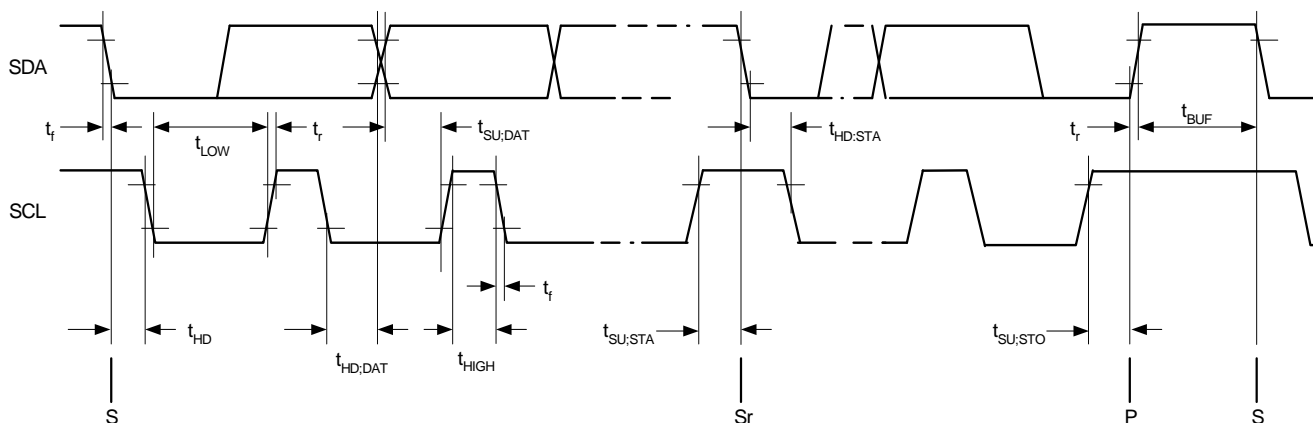 SDA
t_f t_LOW t_r t_SU;DAT t_HD:STA t_r t_BUF
SCL
t_f
t_HD t_HD;DAT t_HIGH t_SU;STA t_SU;STO
S Sr P S